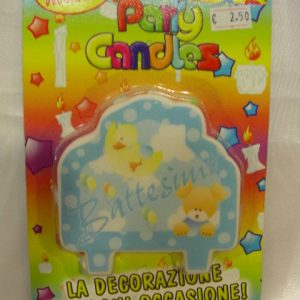 € 2.50
Party
Candles
Battesimo
LA DECORAZIONE
OCCASIONE!